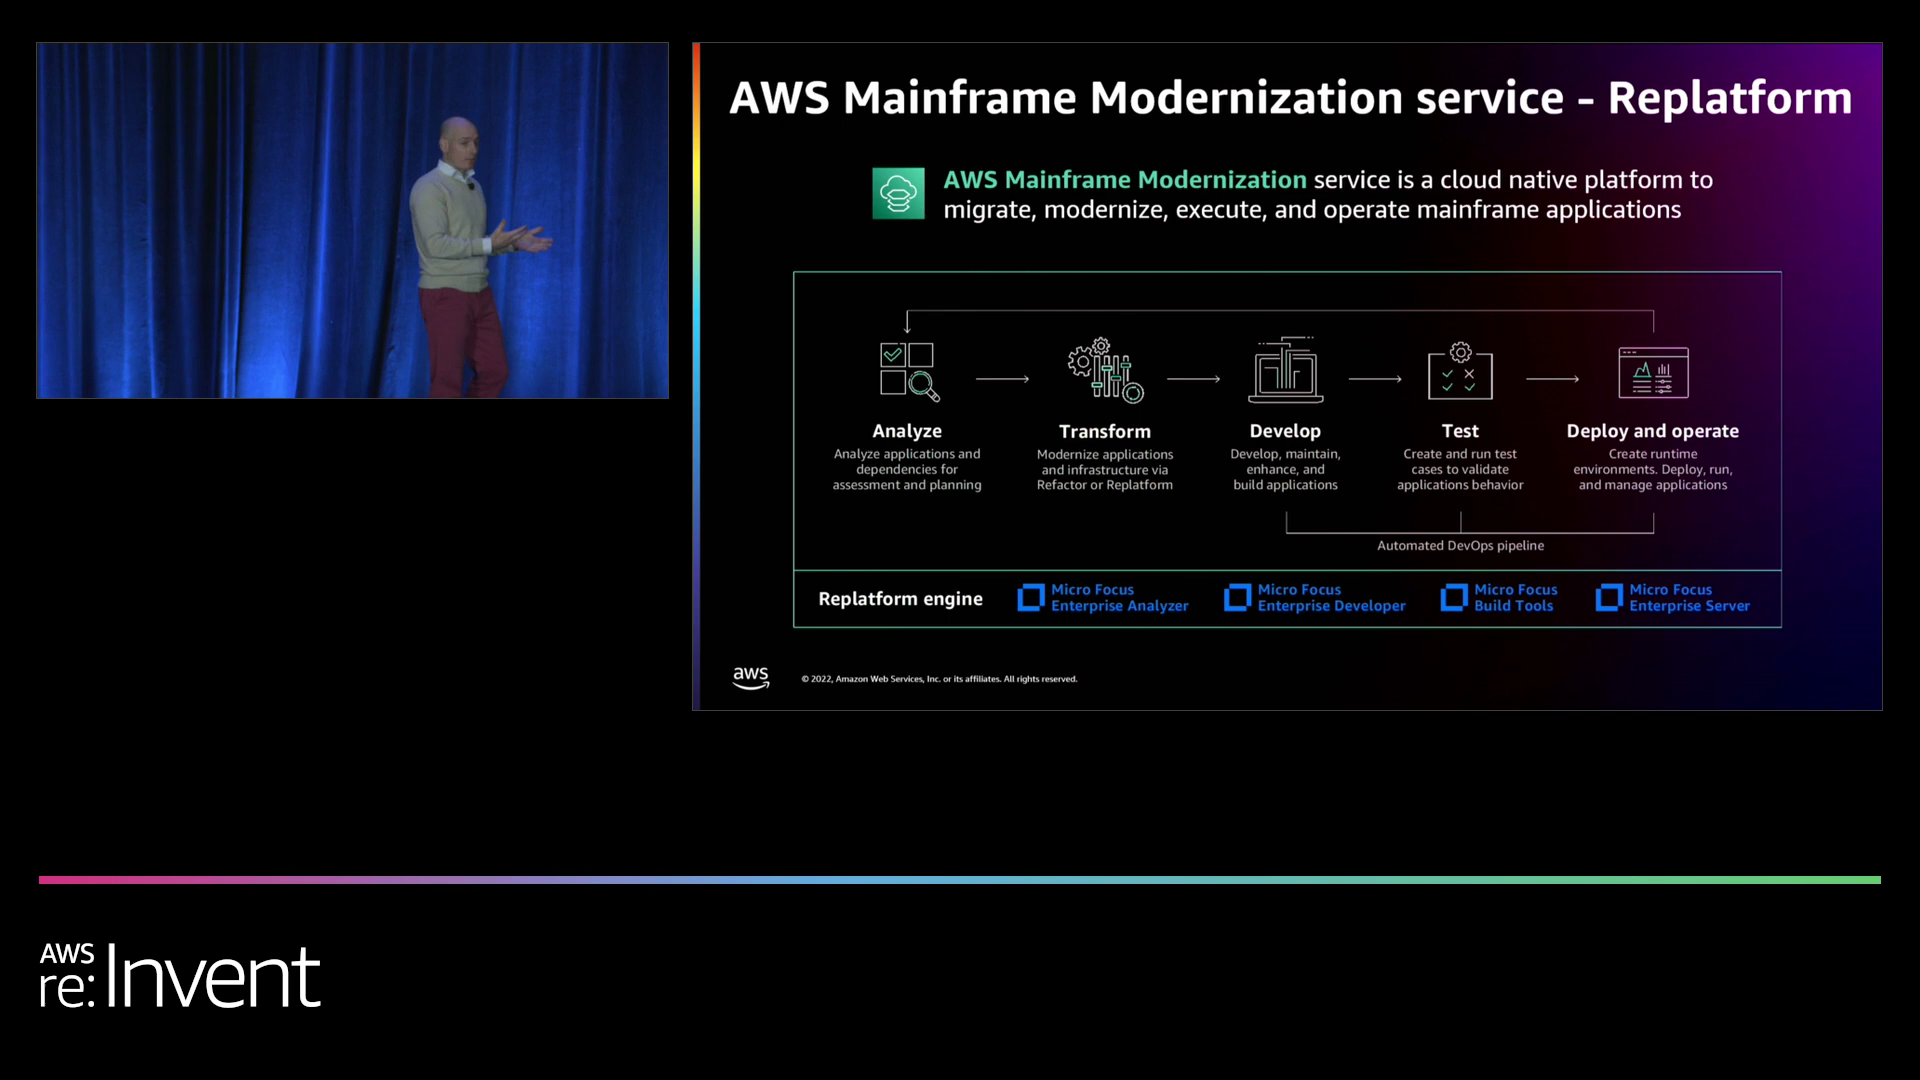 AWS Mainframe Modernization service - Replatform
AWS Mainframe Modernization service is a cloud native platform to
migrate, modernize, execute, and operate mainframe applications
Analyze
Analyze applications and
dependencies for
assessment and planning
Transform
Modernize applications
and infrastructure via
Refactor or Replatform
Develop
Develop, maintain,
enhance, and
build applications
Test
Create and run test
cases to validate
applications behavior
Deploy and operate
Create runtime
environments. Deploy, run,
and manage applications
Automated DevOps pipeline
Replatform engine
Micro Focus
Enterprise Analyzer
Micro Focus
Enterprise Developer
Micro Focus
Build Tools
Micro Focus
Enterprise Server
aws
© 2022, Amazon Web Services, Inc. or its affiliates. All rights reserved.
AWS
re:Invent